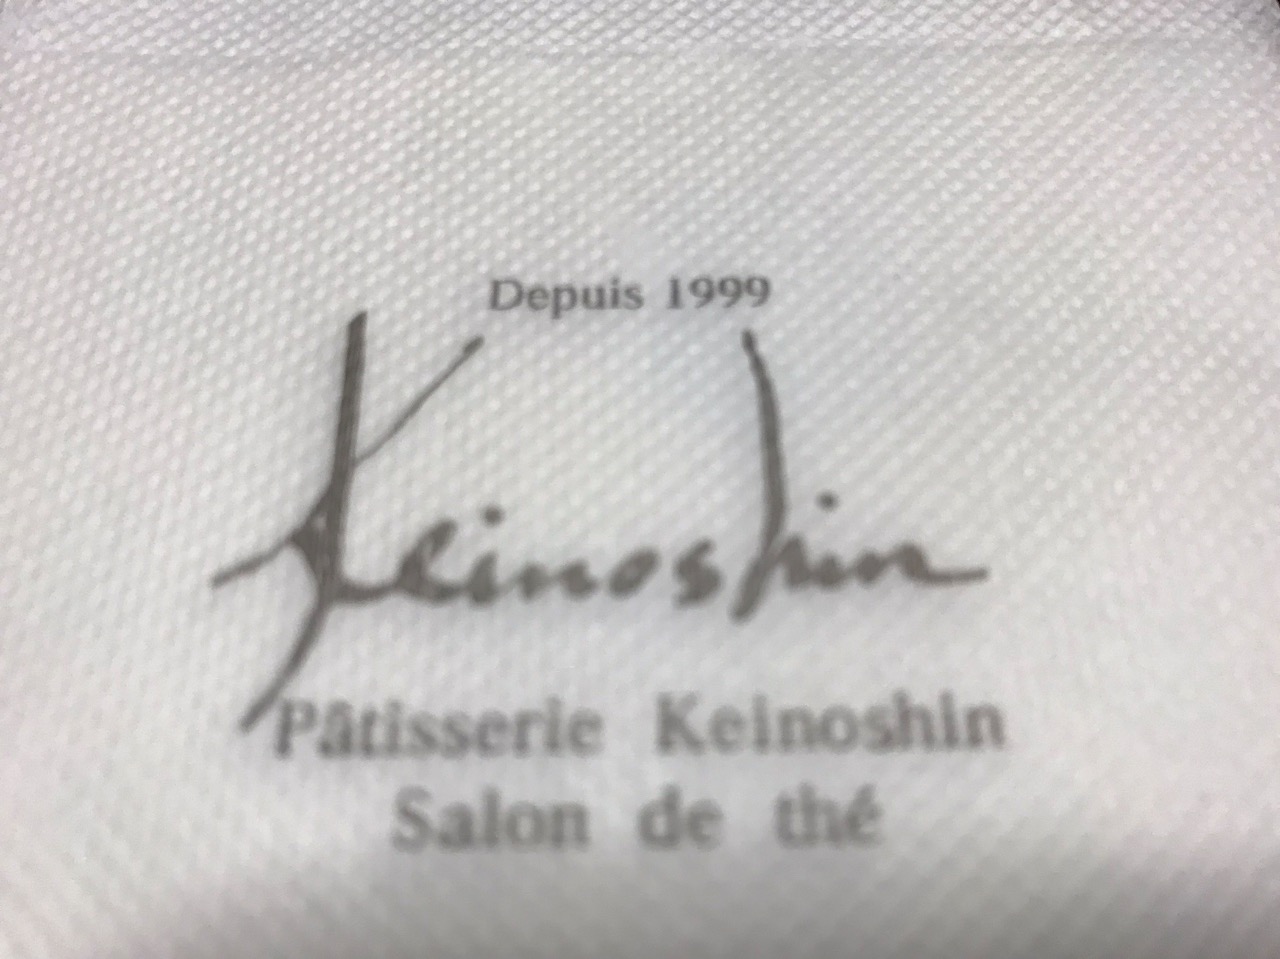 Depuis 1999
Keinoshin
Pâtisserie Keinoshin
Salon de thé